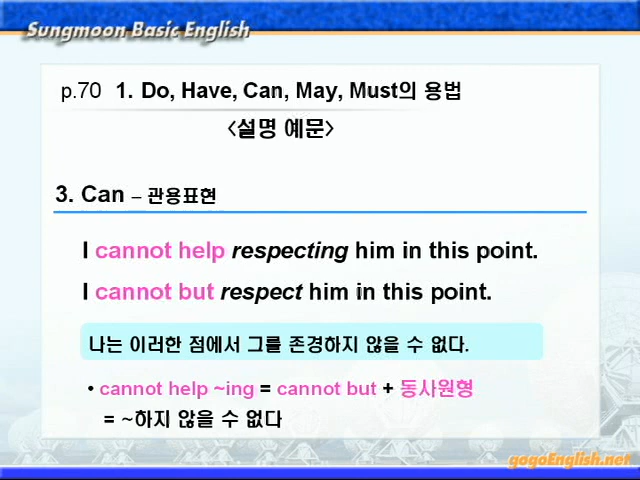 Sungmoon Basic English
p.70 1. Do, Have, Can, May, Must의 용법
<설명 예문>
3. Can – 관용표현
I cannot help respecting him in this point.
I cannot but respect him in this point.
나는 이러한 점에서 그를 존경하지 않을 수 없다.
• cannot help ~ing = cannot but + 동사원형
= ~하지 않을 수 없다
gogoEnglish.net